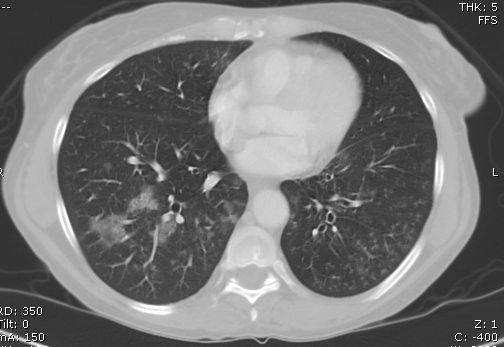 --
THK: 5
FFS
R
L
RD: 350
Tilt: 0
mA: 150
Z: 1
C: -400